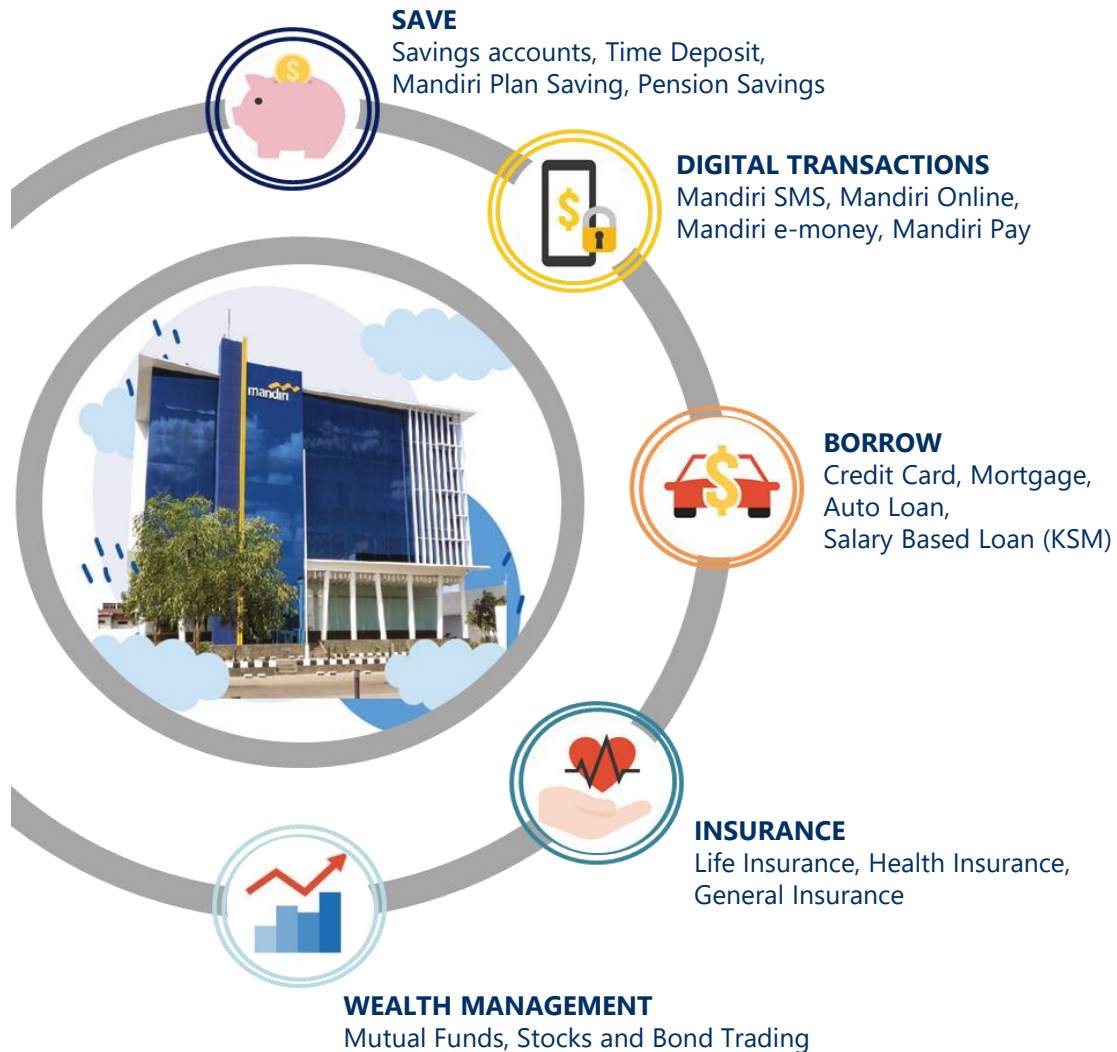 SAVE
Savings accounts, Time Deposit,
Mandiri Plan Saving, Pension Savings
DIGITAL TRANSACTIONS
Mandiri SMS, Mandiri Online,
Mandiri e-money, Mandiri Pay
mandiri
BORROW
Credit Card, Mortgage,
Auto Loan,
Salary Based Loan (KSM)
INSURANCE
Life Insurance, Health Insurance,
General Insurance
WEALTH MANAGEMENT
Mutual Funds, Stocks and Bond Trading